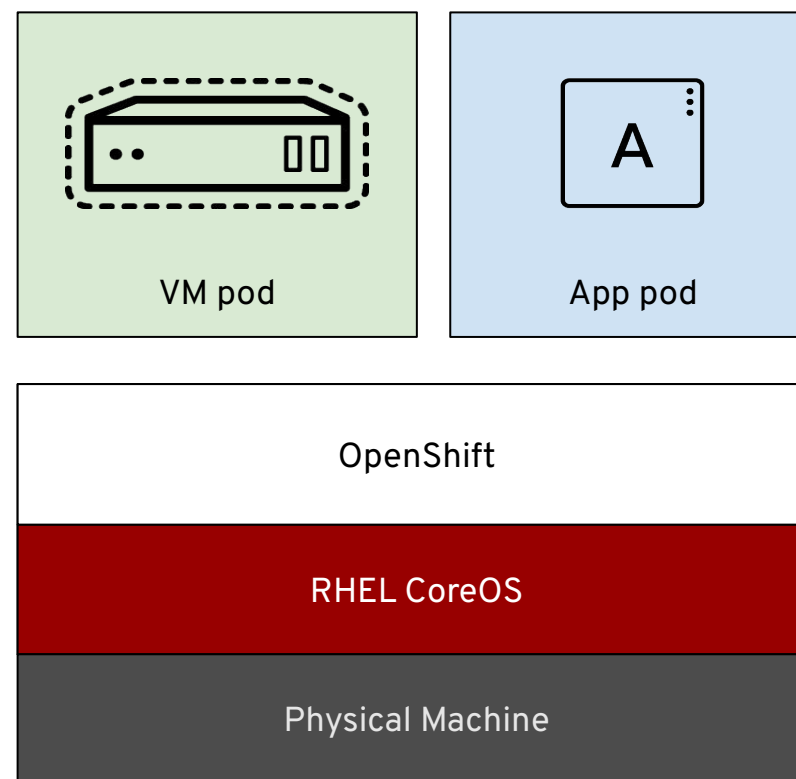 A
VM pod
App pod
OpenShift
RHEL CoreOS
Physical Machine